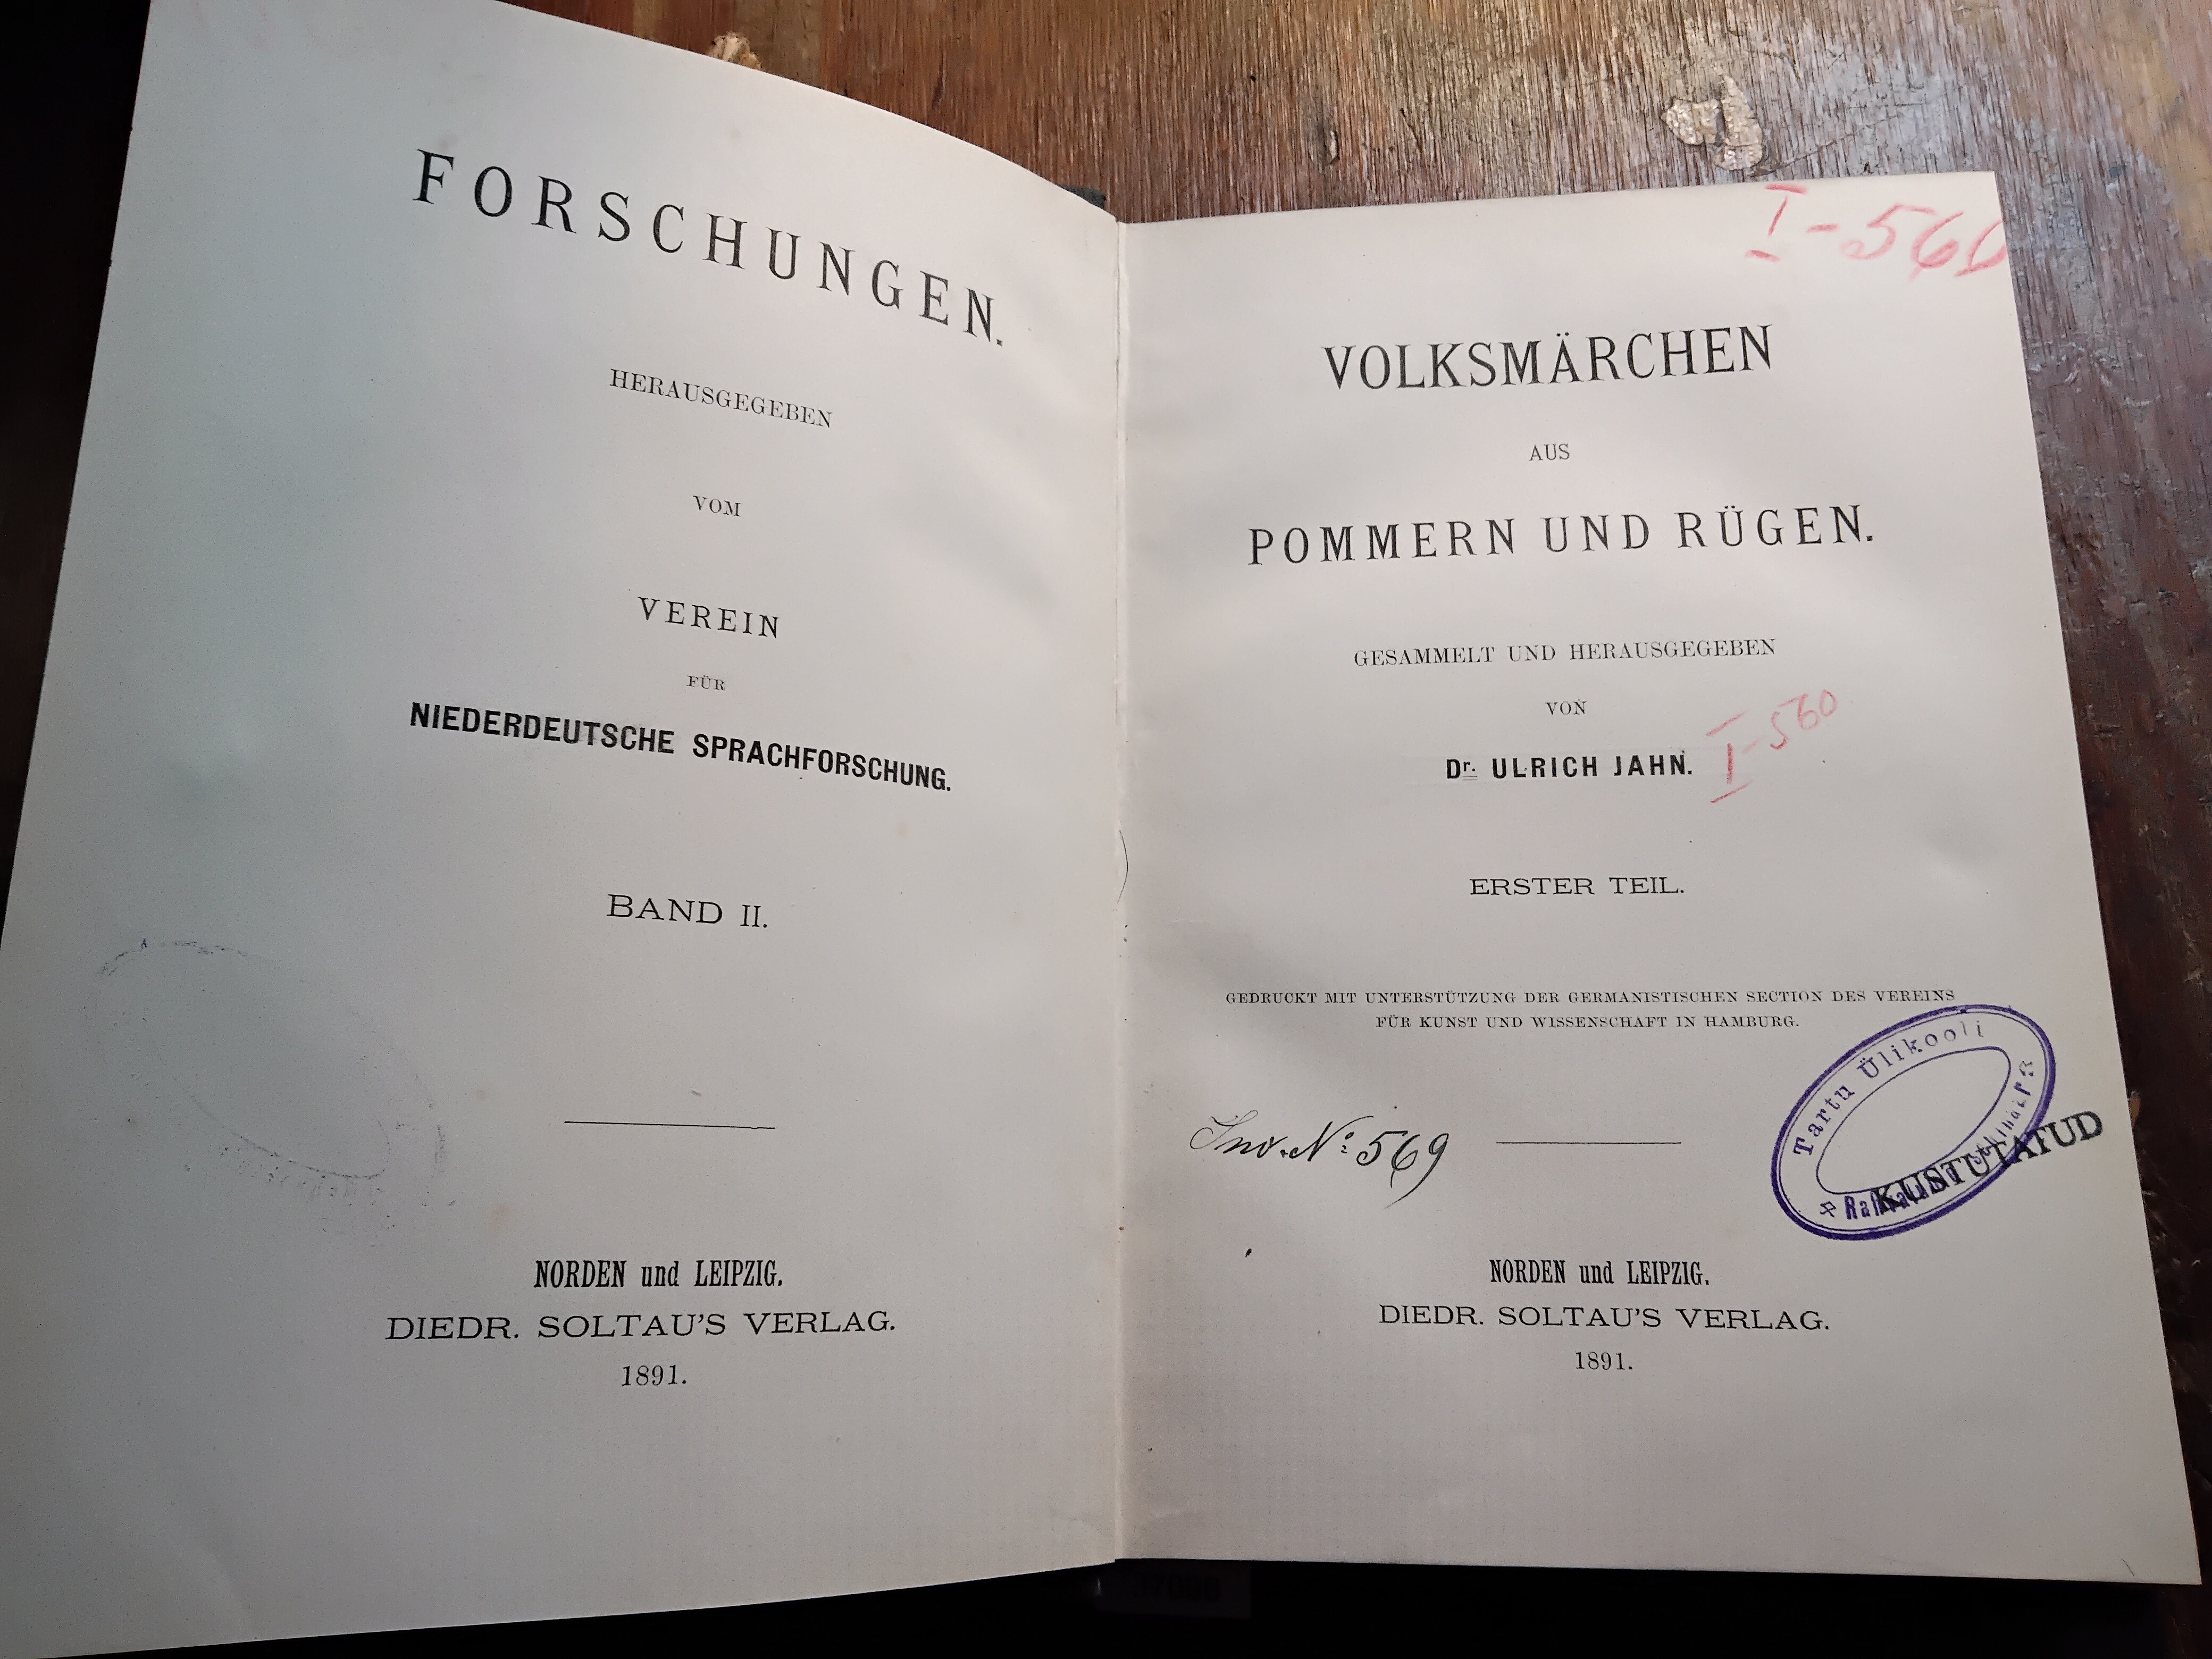 FORSCHUNGEN.
HERAUSGEGEBEN
VOM
VEREIN
FÜR
NIEDERDEUTSCHE SPRACHFORSCHUNG.
BAND II.
NORDEN und LEIPZIG.
DIEDR. SOLTAU'S VERLAG.
1891.
I-560
VOLKSMÄRCHEN
AUS
POMMERN UND RÜGEN.
GESAMMELT UND HERAUSGEGEBEN
VON
Dr. ULRICH JAHN.
I-560
ERSTER TEIL.
GEDRUCKT MIT UNTERSTÜTZUNG DER GERMANISTISCHEN SECTION DES VEREINS
FÜR KUNST UND WISSENSCHAFT IN HAMBURG.
Tartu Ülikooli
KUSTUTATUD
Inv. No: 569
NORDEN und LEIPZIG.
DIEDR. SOLTAU'S VERLAG.
1891.